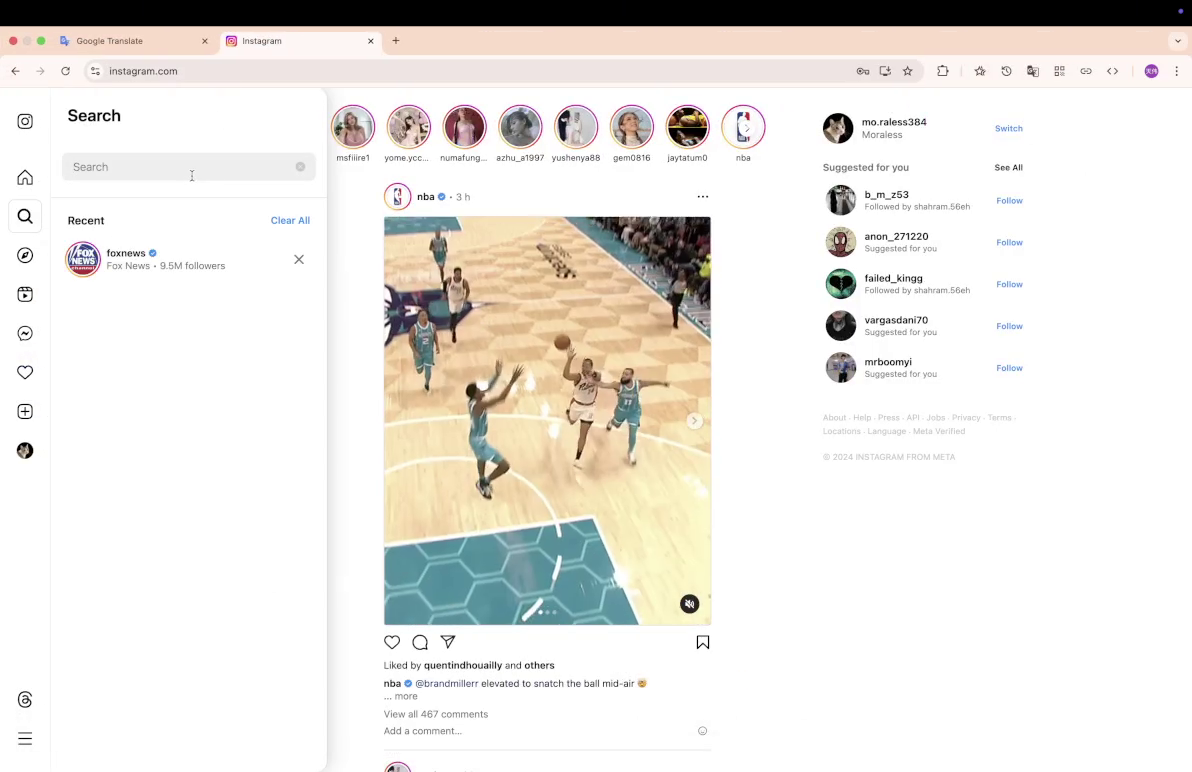 Google Translate
Instagram
instagram.com
Search
Search
Recent
Clear All
foxnews
Fox News • 9.5M followers
msfiiire1
yome.ycc...
numafung...
azhu_a1997
yushenya88
gem0816
jaytatum0
nba
nba • 3 h
Liked by quentindhouailly and others
nba @brandmillerr elevated to snatch the ball mid-air
... more
View all 467 comments
Add a comment...
mo.raless384
Moraless
Switch
Suggested for you
See All
b_m_z53
Followed by shahram.56eh
Follow
anon_271220
Suggested for you
Follow
failed_kingg
Followed by shahram.56eh
Follow
vargasdani70
Suggested for you
Follow
mrboomyi
Suggested for you
Follow
About · Help · Press · API · Jobs · Privacy · Terms ·
Locations · Language · Meta Verified
© 2024 INSTAGRAM FROM META